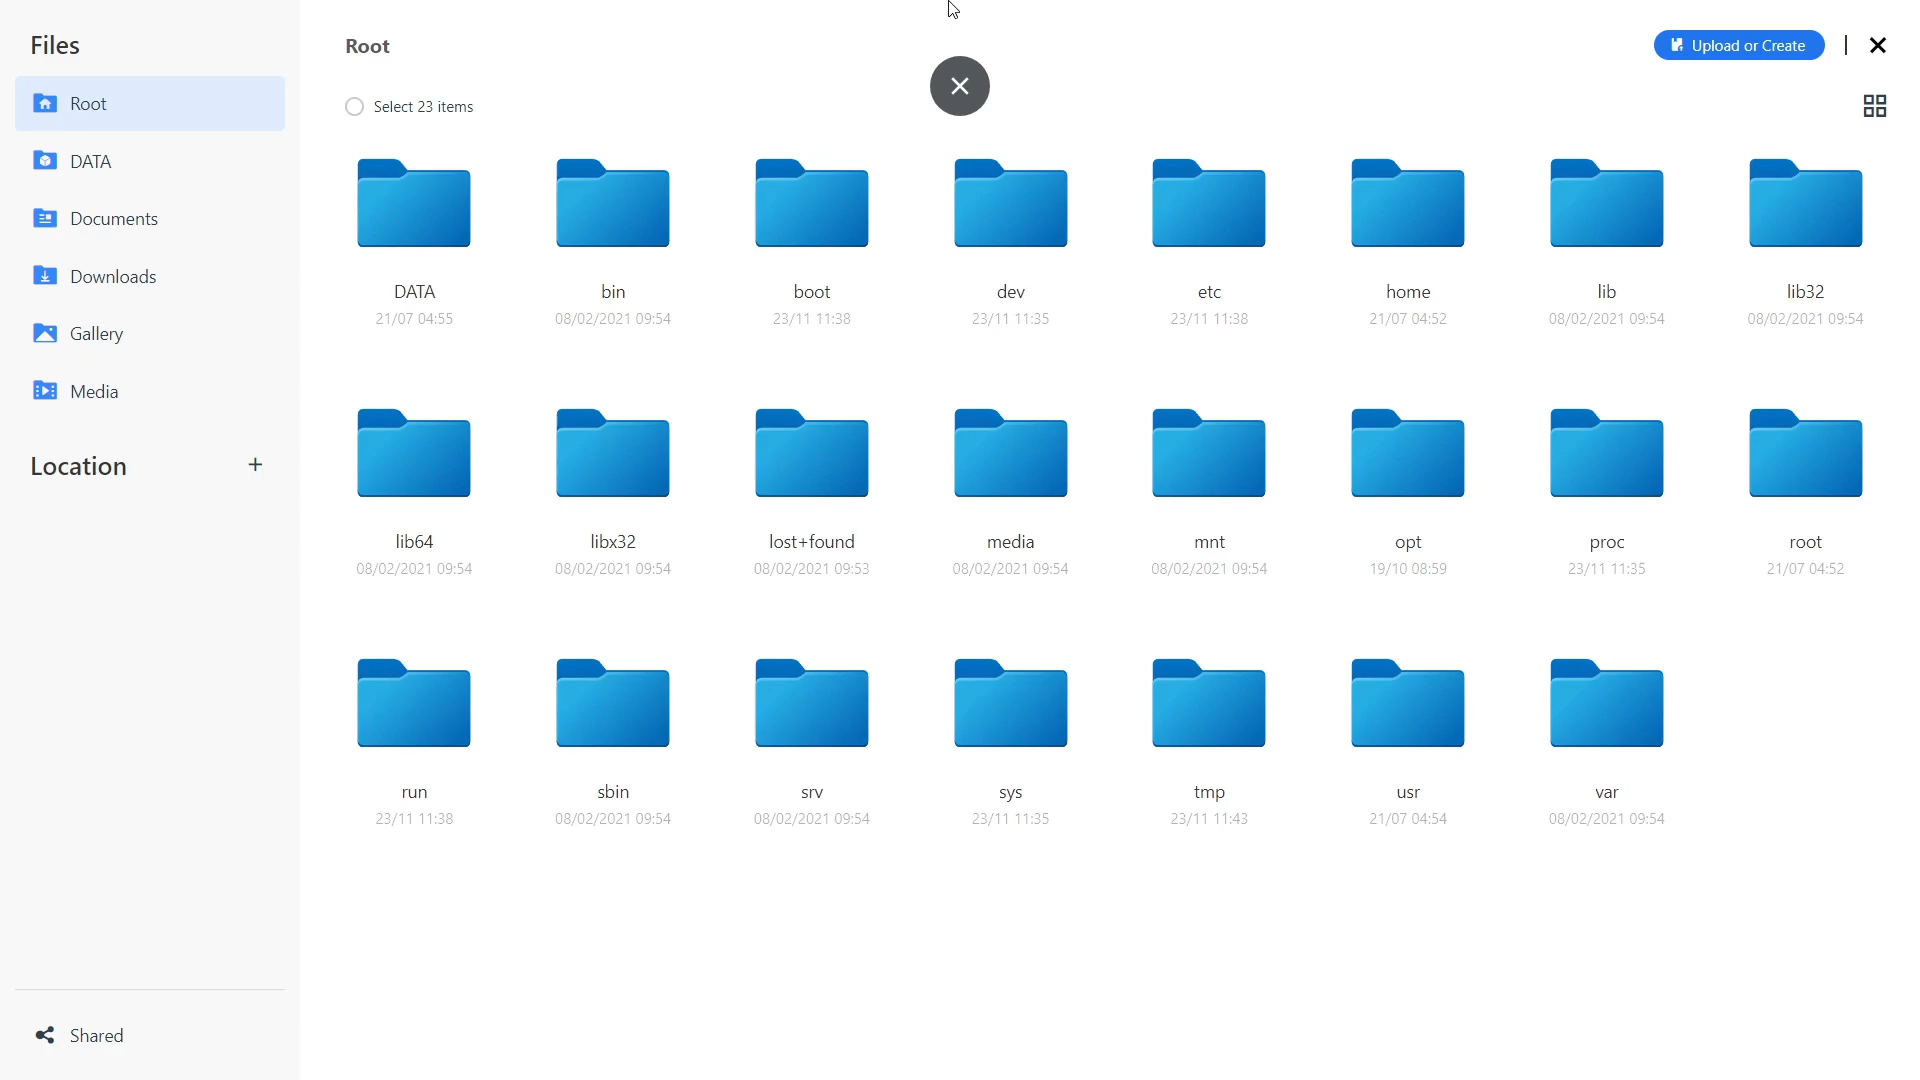 Files
Root
DATA
Documents
Downloads
Gallery
Media
Location +
Shared
Root
Upload or Create
Select 23 items
DATA bin boot dev etc home lib lib32
21/07 04:55 08/02/2021 09:54 23/11 11:38 23/11 11:35 23/11 11:38 21/07 04:52 08/02/2021 09:54 08/02/2021 09:54
lib64 libx32 lost+found media mnt opt proc root
08/02/2021 09:54 08/02/2021 09:54 08/02/2021 09:53 08/02/2021 09:54 08/02/2021 09:54 19/10 08:59 23/11 11:35 21/07 04:52
run sbin srv sys tmp usr var
23/11 11:38 08/02/2021 09:54 08/02/2021 09:54 23/11 11:35 23/11 11:43 21/07 04:54 08/02/2021 09:54